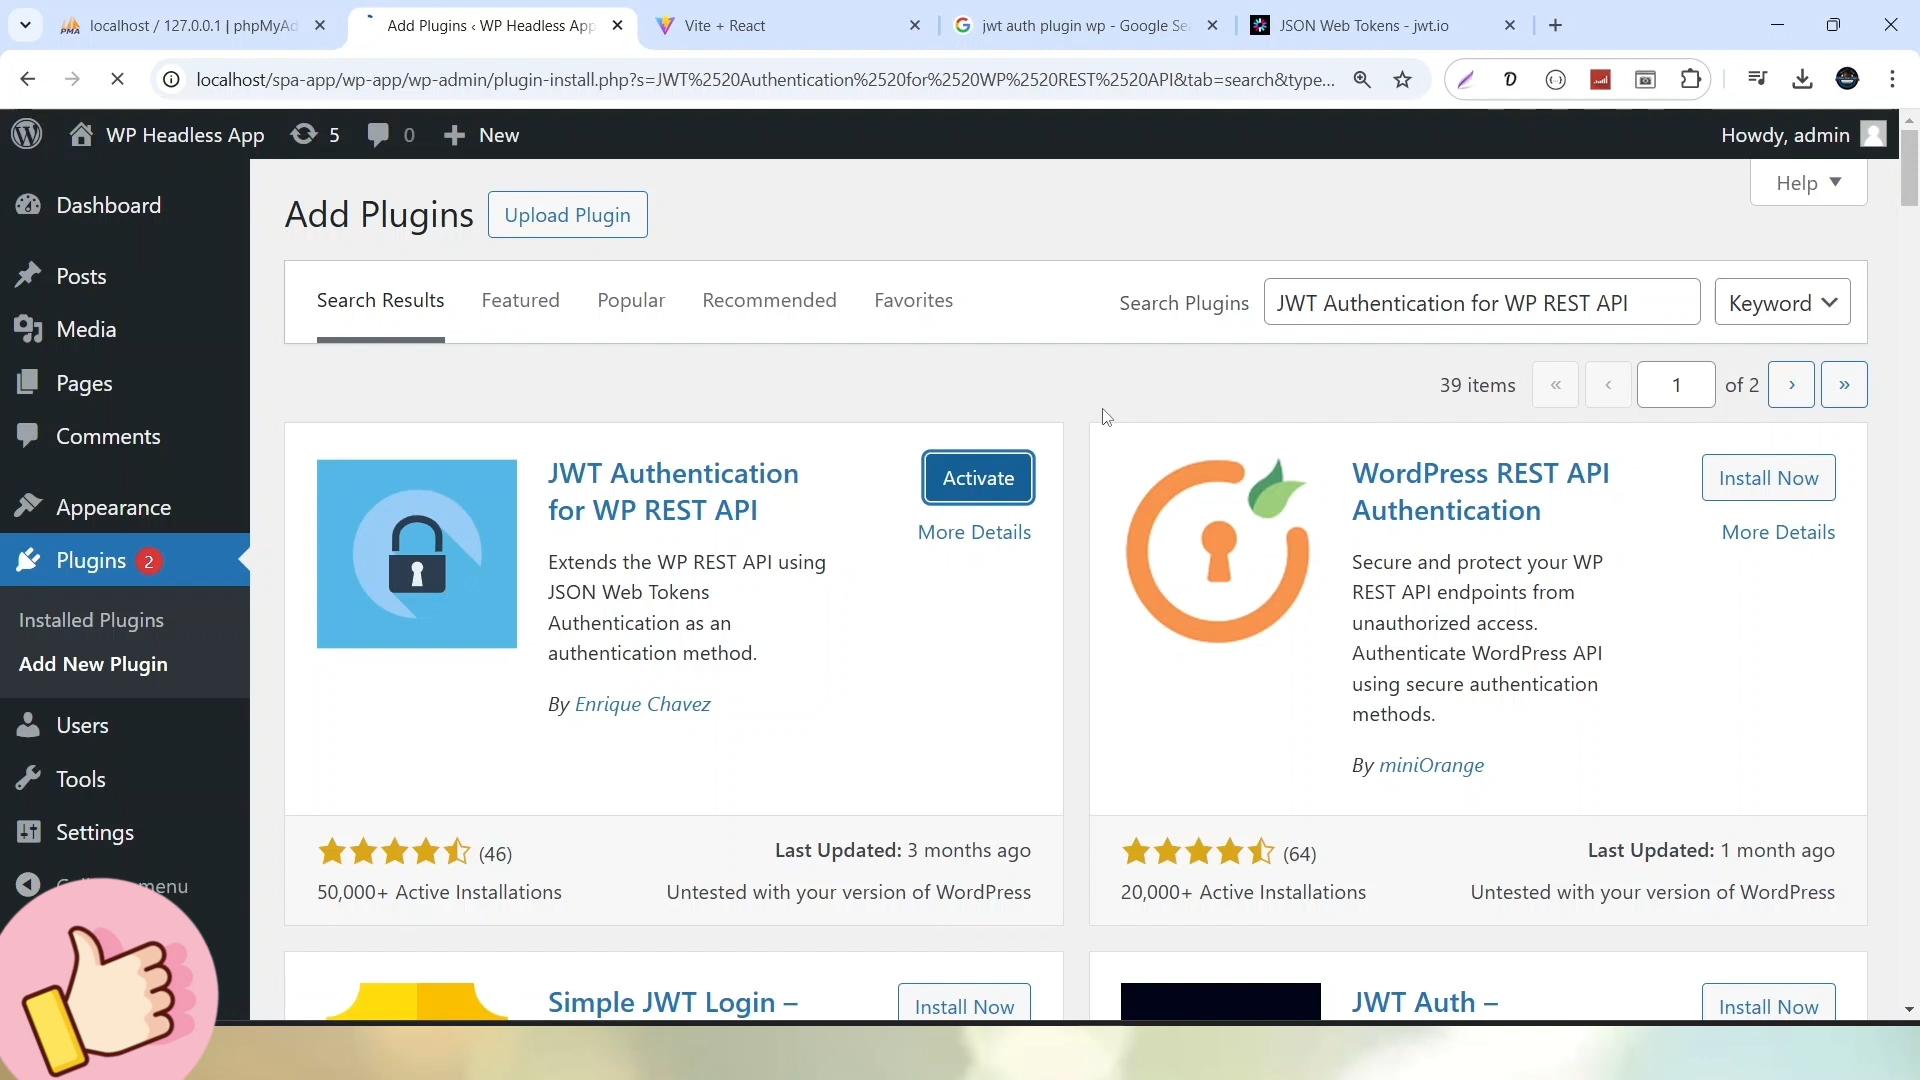 localhost / 127.0.0.1 | phpMyAd
Add Plugins ‹ WP Headless App
Vite + React
jwt auth plugin wp - Google Se
JSON Web Tokens - jwt.io
localhost/spa-app/wp-app/wp-admin/plugin-install.php?s=JWT%2520Authentication%2520for%2520WP%2520REST%2520API&tab=search&type...
WP Headless App
5
0
New
Howdy, admin
Dashboard
Posts
Media
Pages
Comments
Appearance
Plugins 2
Installed Plugins
Add New Plugin
Users
Tools
Settings
menu
Help
Add Plugins
Upload Plugin
Search Results
Featured
Popular
Recommended
Favorites
Search Plugins
JWT Authentication for WP REST API
Keyword
39 items
«
‹
1
of 2
›
»
JWT Authentication
for WP REST API
Activate
More Details
Extends the WP REST API using
JSON Web Tokens
Authentication as an
authentication method.
By Enrique Chavez
(46)
Last Updated: 3 months ago
50,000+ Active Installations
Untested with your version of WordPress
WordPress REST API
Authentication
Install Now
More Details
Secure and protect your WP
REST API endpoints from
unauthorized access.
Authenticate WordPress API
using secure authentication
methods.
By miniOrange
(64)
Last Updated: 1 month ago
20,000+ Active Installations
Untested with your version of WordPress
Simple JWT Login –
Install Now
JWT Auth –
Install Now